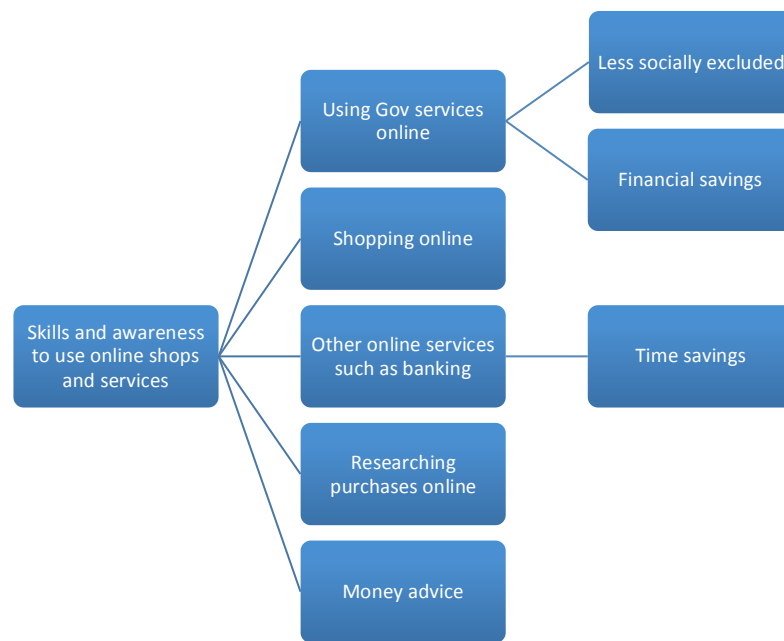 Less socially excluded
Using Gov services
online
Financial savings
Shopping online
Skills and awareness
to use online shops
and services
Other online services
such as banking
Time savings
Researching
purchases online
Money advice